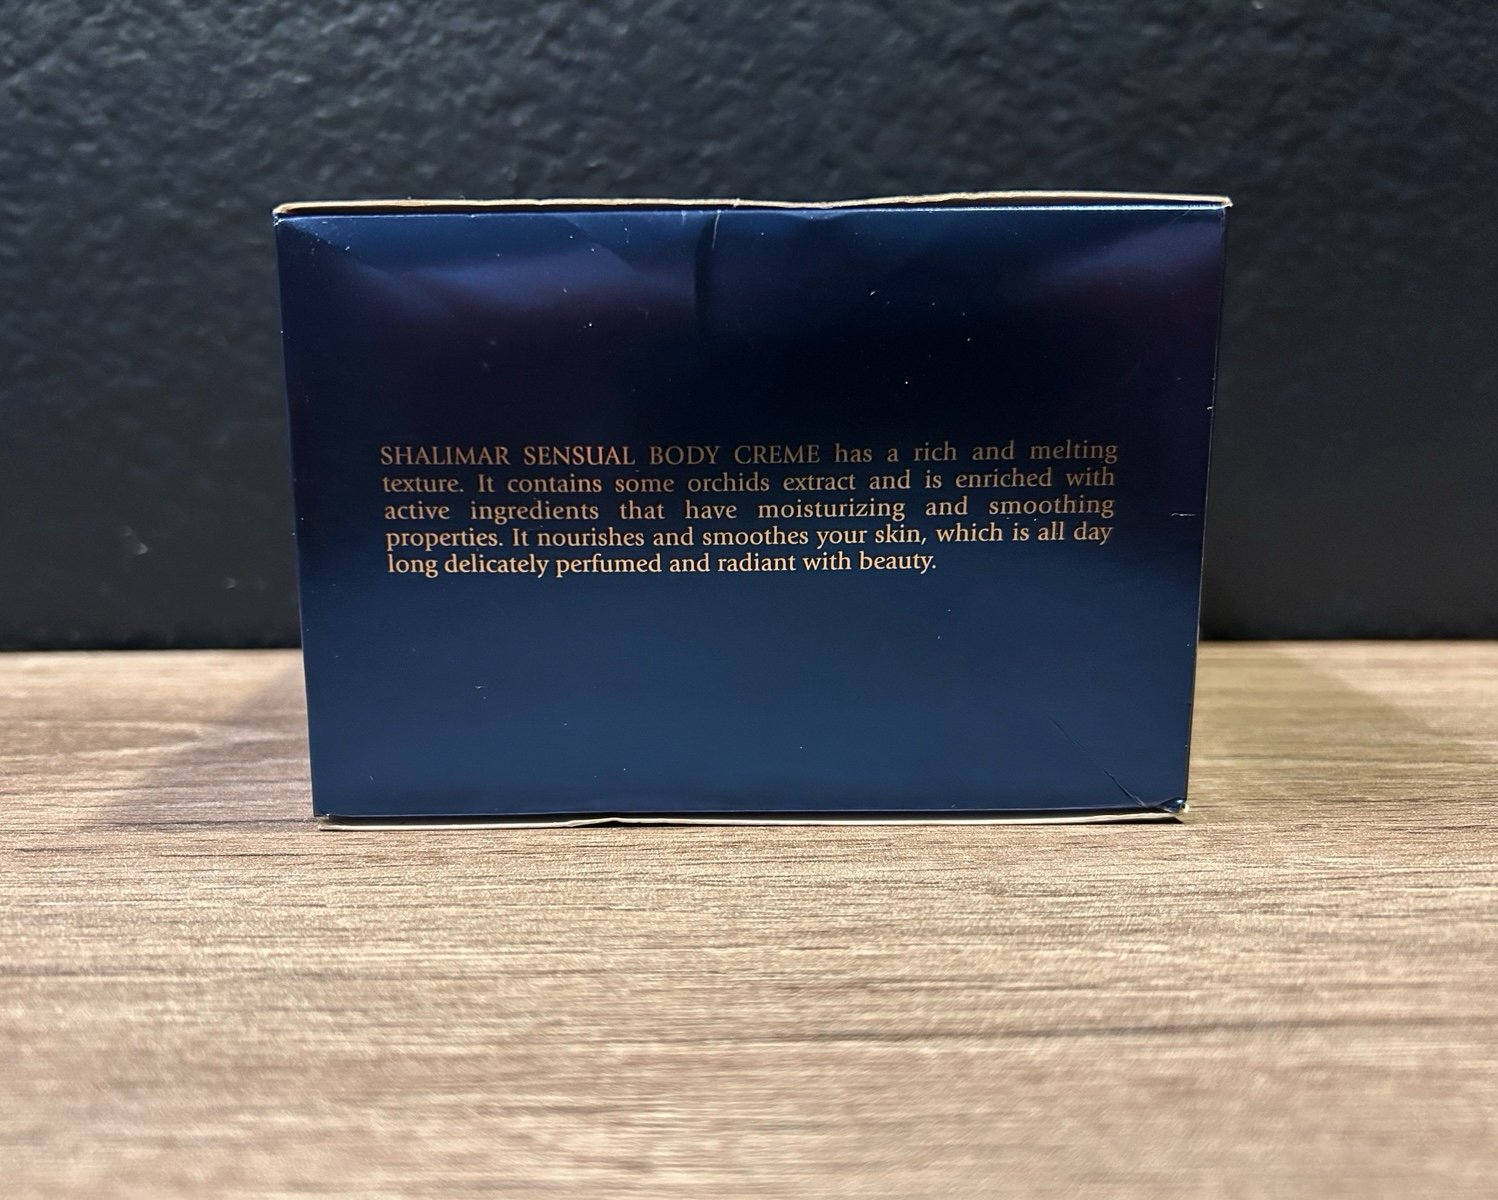 SHALIMAR SENSUAL BODY CREME has a rich and melting
texture. It contains some orchids extract and is enriched with
active ingredients that have moisturizing and smoothing
properties. It nourishes and smoothes your skin, which is all day
long delicately perfumed and radiant with beauty.